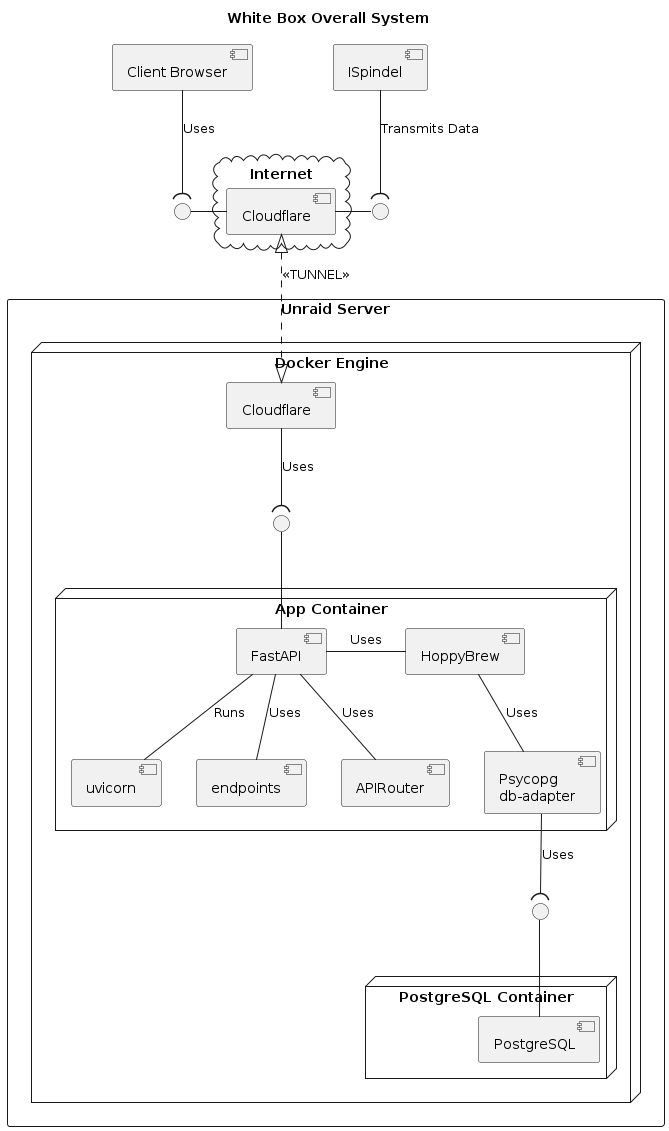 White Box Overall System
Client Browser
ISpindel
Uses
Transmits Data
Internet
Cloudflare
«TUNNEL»
Unraid Server
Docker Engine
Cloudflare
Uses
App Container
FastAPI
Uses
HoppyBrew
Runs
Uses
Uses
Uses
uvicorn
endpoints
APIRouter
Psycopg
db-adapter
Uses
PostgreSQL Container
PostgreSQL